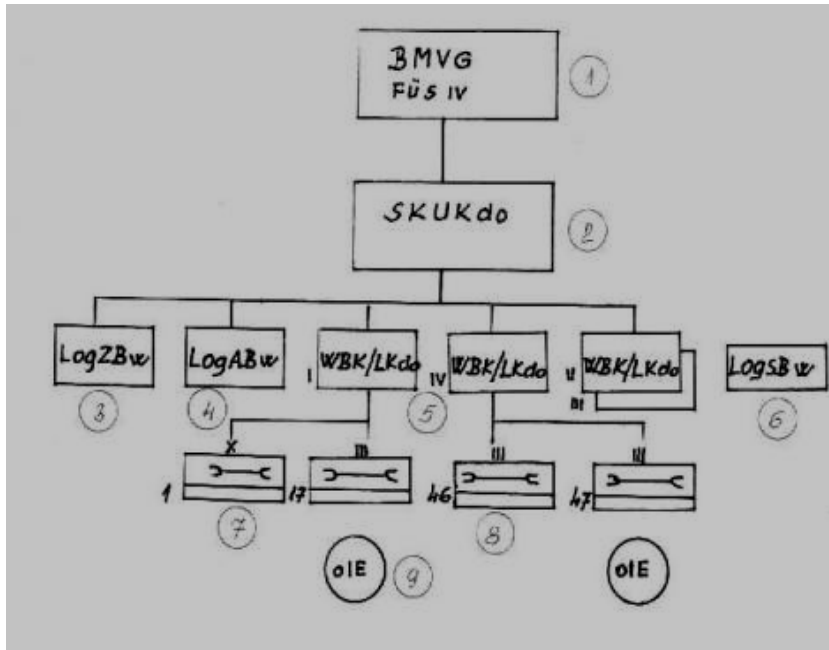 BMVG
FüS IV
1
SKUKdo
2
LogZBw
LogABw
I WBK/LKdo
IV WBK/LKdo
II WBK/LKdo
III
LogSBw
3
4
5
6
X
III
III
III
1
17
46
47
7
8
oIE
9
oIE